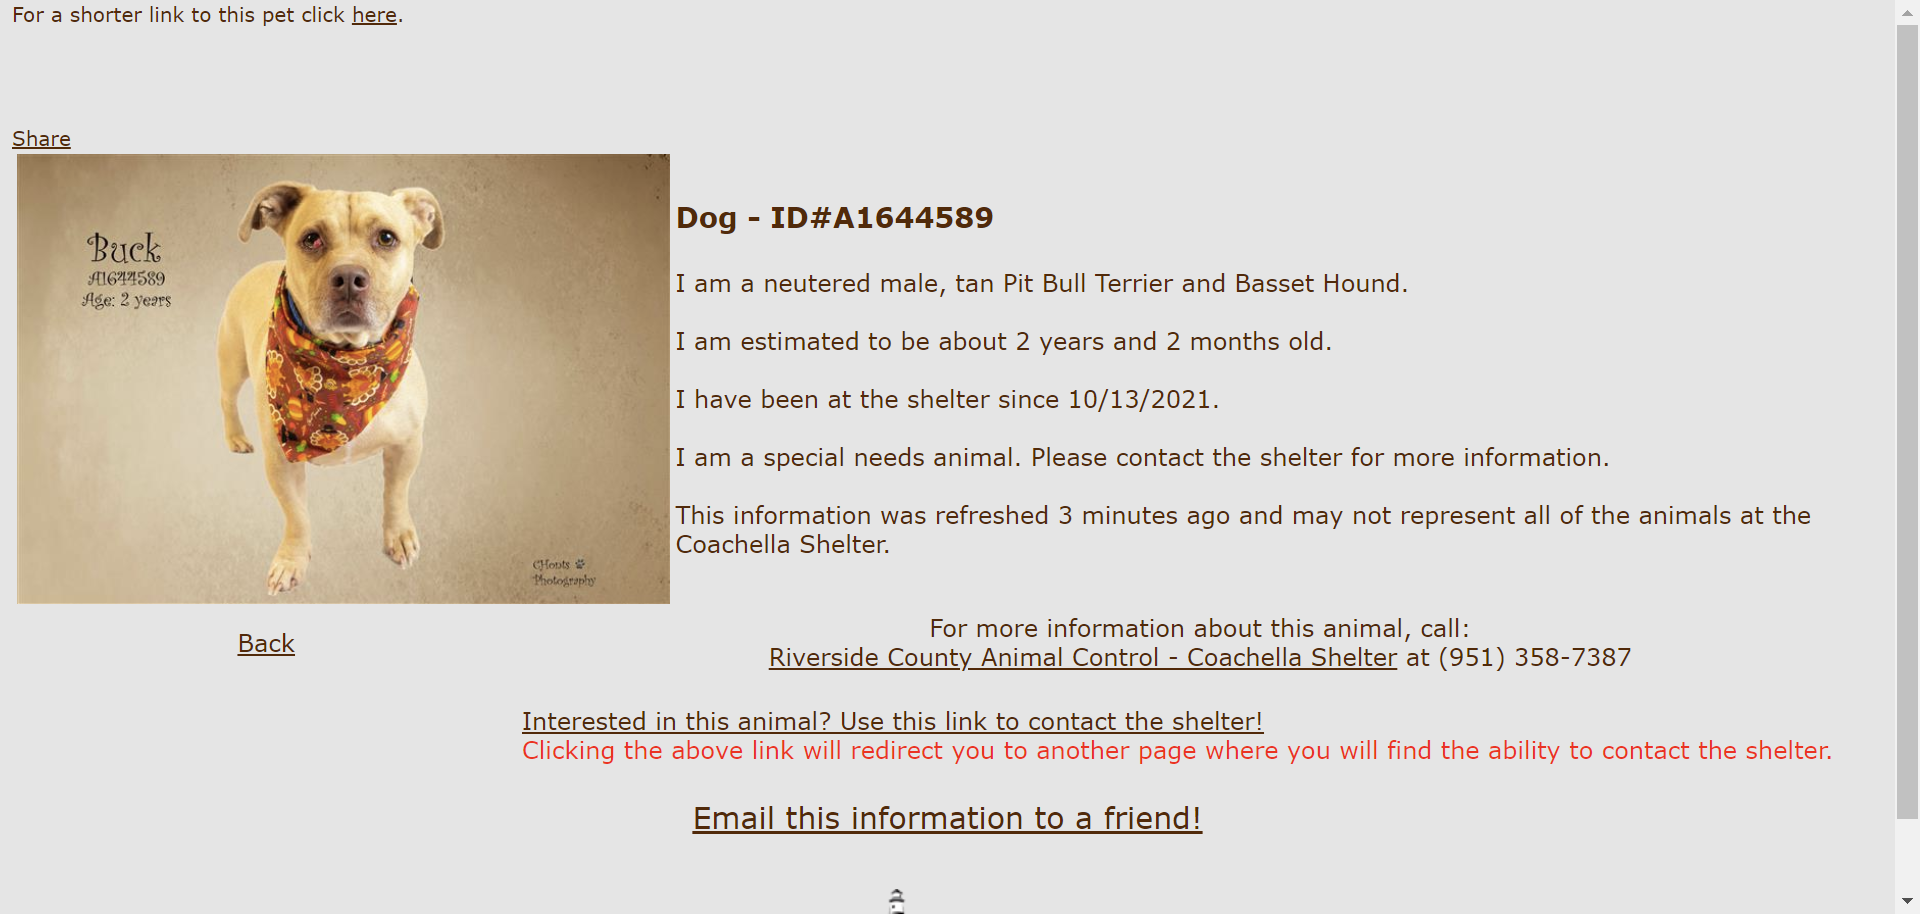 For a shorter link to this pet click here.
Share
Buck
A1644589
Age: 2 years
CHonts
Photography
Dog - ID#A1644589
I am a neutered male, tan Pit Bull Terrier and Basset Hound.
I am estimated to be about 2 years and 2 months old.
I have been at the shelter since 10/13/2021.
I am a special needs animal. Please contact the shelter for more information.
This information was refreshed 3 minutes ago and may not represent all of the animals at the
Coachella Shelter.
Back
For more information about this animal, call:
Riverside County Animal Control - Coachella Shelter at (951) 358-7387
Interested in this animal? Use this link to contact the shelter!
Clicking the above link will redirect you to another page where you will find the ability to contact the shelter.
Email this information to a friend!